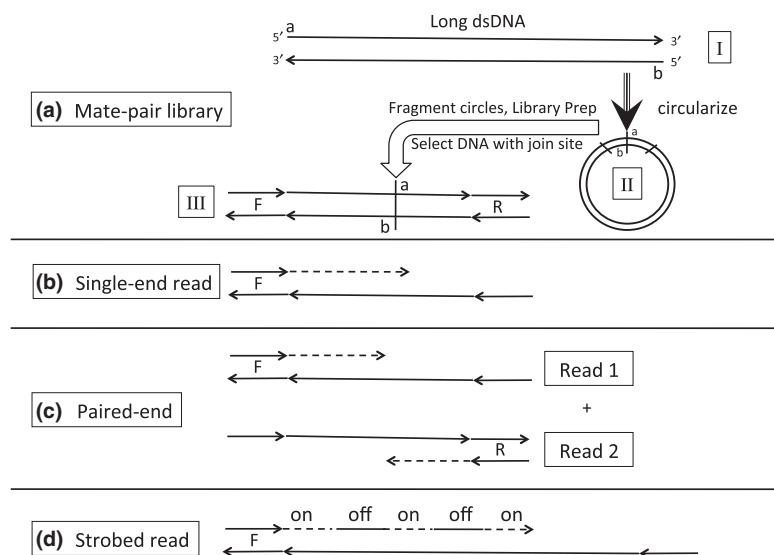 Long dsDNA
a
5′ 3′
3′ 5′
b
I
(a) Mate-pair library
Fragment circles, Library Prep
Select DNA with join site
circularize
a
b
II
III
a
F
R
b
(b) Single-end read
F
(c) Paired-end
F
Read 1
+
R
Read 2
(d) Strobed read
on off on off on
F